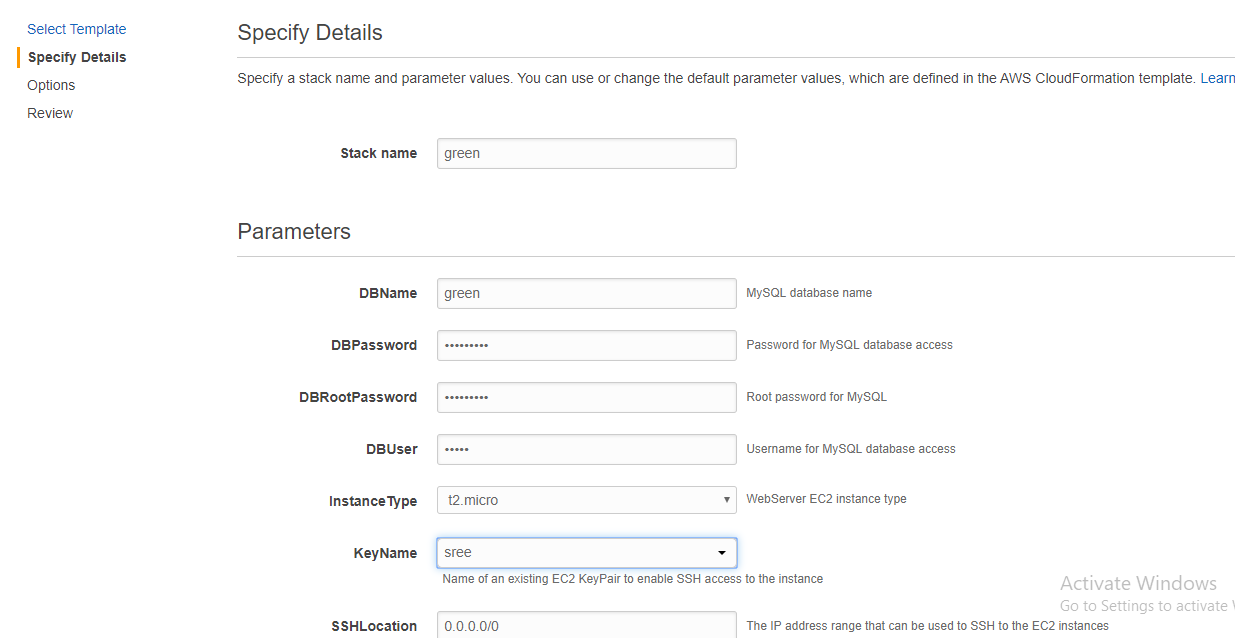 Select Template
Specify Details
Options
Review
Specify Details
Specify a stack name and parameter values. You can use or change the default parameter values, which are defined in the AWS CloudFormation template. Learn
Stack name green
Parameters
DBName green MySQL database name
DBPassword ••••••••• Password for MySQL database access
DBRootPassword ••••••••• Root password for MySQL
DBUser ••••• Username for MySQL database access
InstanceType t2.micro WebServer EC2 instance type
KeyName sree
Name of an existing EC2 KeyPair to enable SSH access to the instance
SSHLocation 0.0.0.0/0 The IP address range that can be used to SSH to the EC2 instances
Activate Windows
Go to Settings to activate